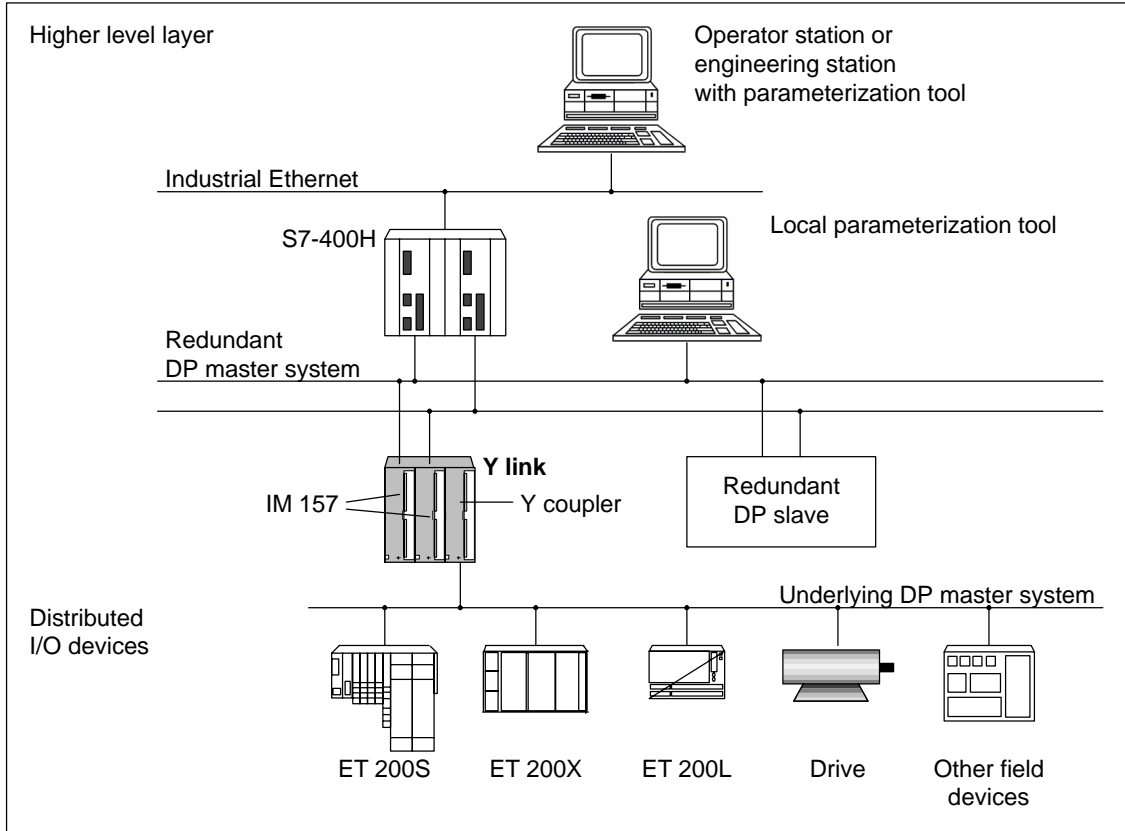 Higher level layer
Operator station or
engineering station
with parameterization tool
Industrial Ethernet
S7-400H
Local parameterization tool
Redundant
DP master system
Y link
IM 157
Y coupler
Redundant
DP slave
Underlying DP master system
Distributed
I/O devices
ET 200S
ET 200X
ET 200L
Drive
Other field
devices